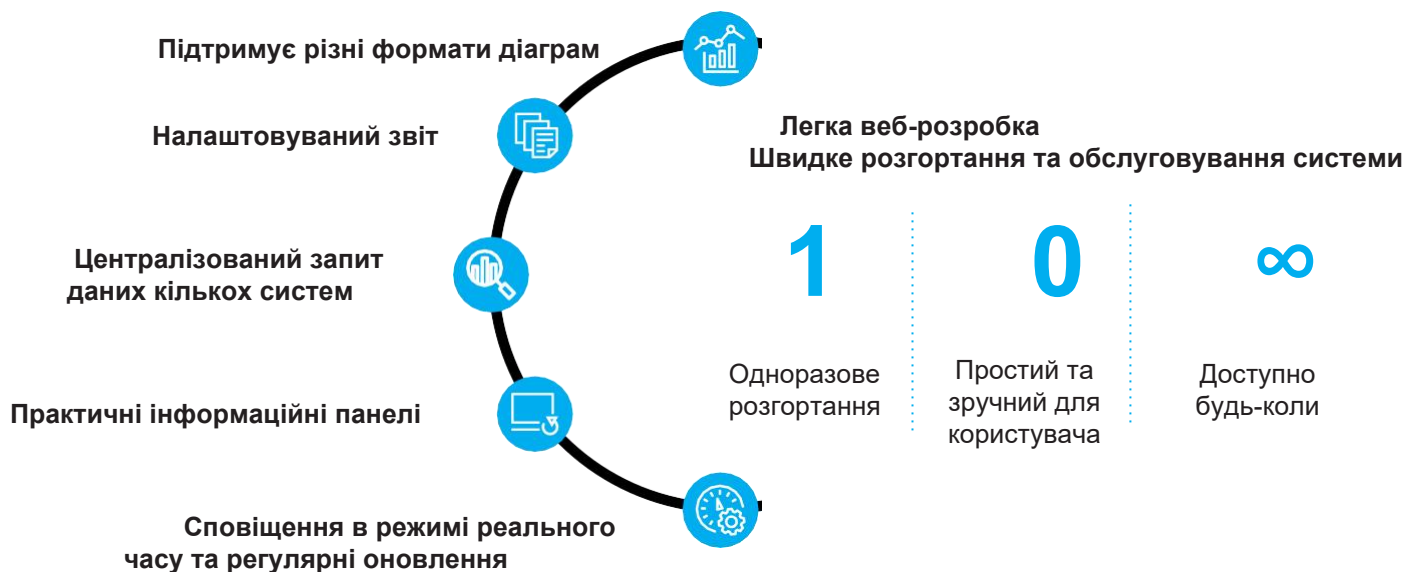 Підтримує різні формати діаграм
Налаштовуваний звіт
Централізований запит
даних кількох систем
Практичні інформаційні панелі
Сповіщення в режимі реального
часу та регулярні оновлення
Легка веб-розробка
Швидке розгортання та обслуговування системи
1
Одноразове
розгортання
0
Простий та
зручний для
користувача
∞
Доступно
будь-коли